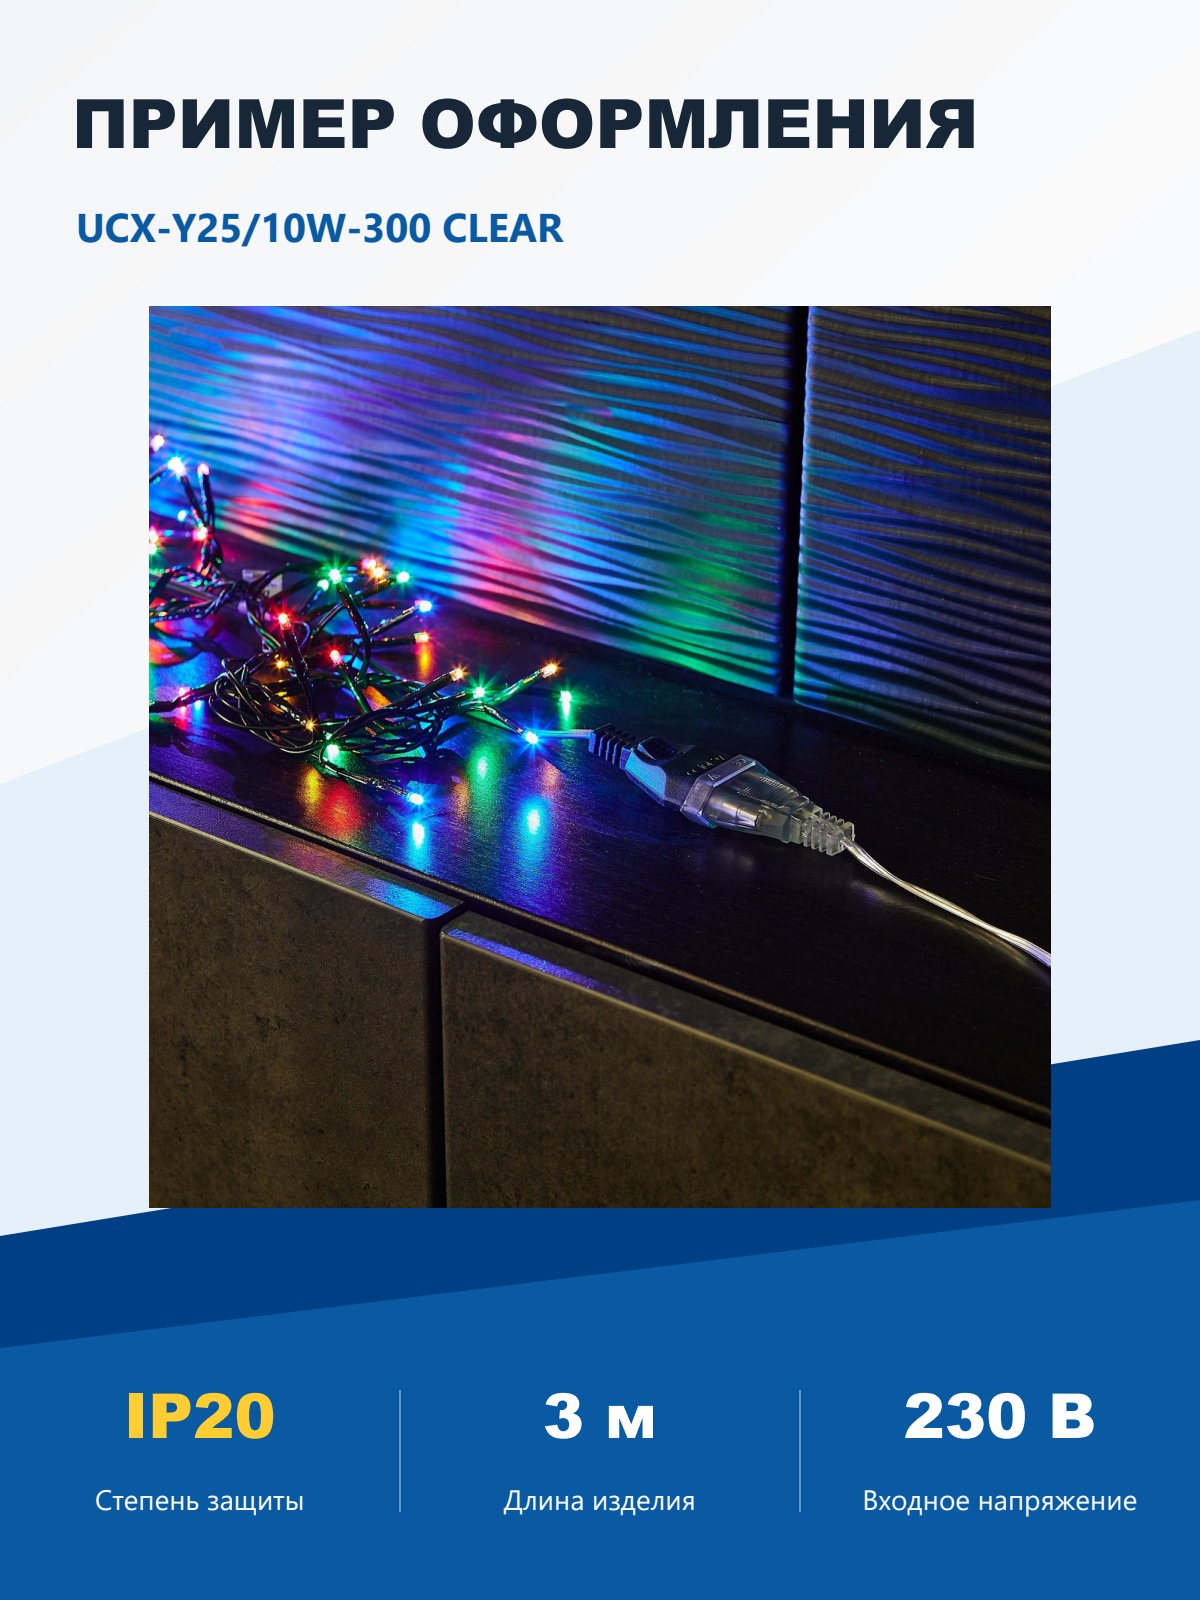 ПРИМЕР ОФОРМЛЕНИЯ
UCX-Y25/10W-300 CLEAR
IP20
Степень защиты
3 м
Длина изделия
230 В
Входное напряжение